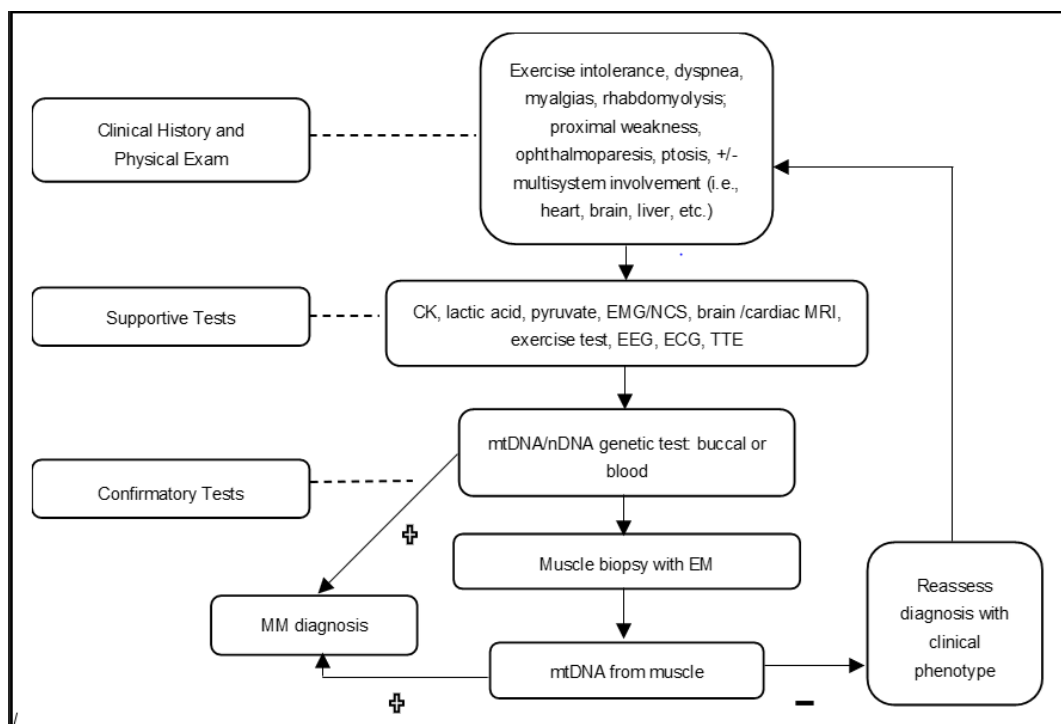 Exercise intolerance, dyspnea,
myalgias, rhabdomyolysis;
proximal weakness,
ophthalmoparesis, ptosis, +/-
multisystem involvement (i.e.,
heart, brain, liver, etc.)
Clinical History and
Physical Exam
Supportive Tests
CK, lactic acid, pyruvate, EMG/NCS, brain /cardiac MRI,
exercise test, EEG, ECG, TTE
mtDNA/nDNA genetic test: buccal or
blood
Confirmatory Tests
Muscle biopsy with EM
Reassess
diagnosis with
clinical
phenotype
MM diagnosis
mtDNA from muscle
/